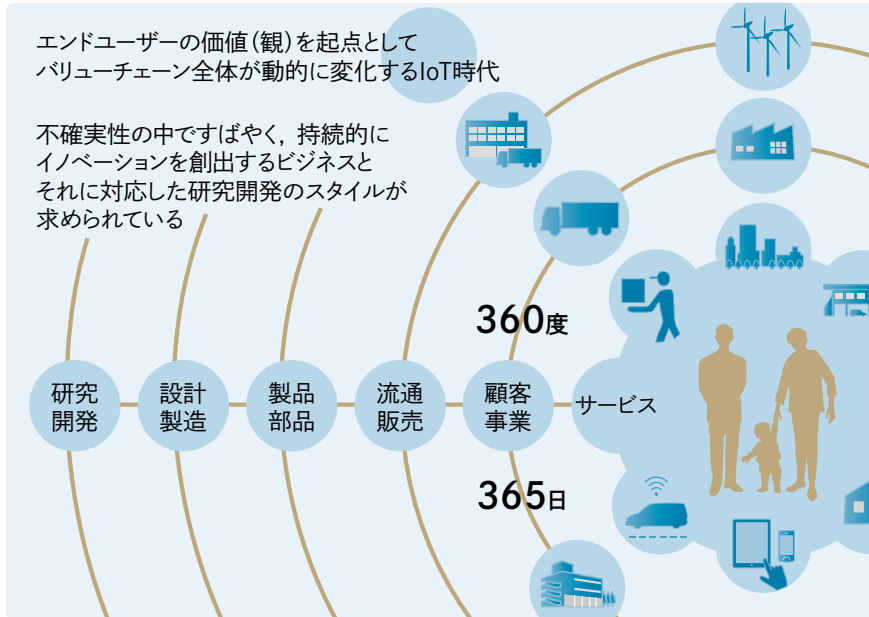 エンドユーザーの価値(観)を起点として
バリューチェーン全体が動的に変化するIoT時代
不確実性の中ですばやく，持続的に
イノベーションを創出するビジネスと
それに対応した研究開発のスタイルが
求められている
360度
研究
開発
設計
製造
製品
部品
流通
販売
顧客
事業
サービス
365日